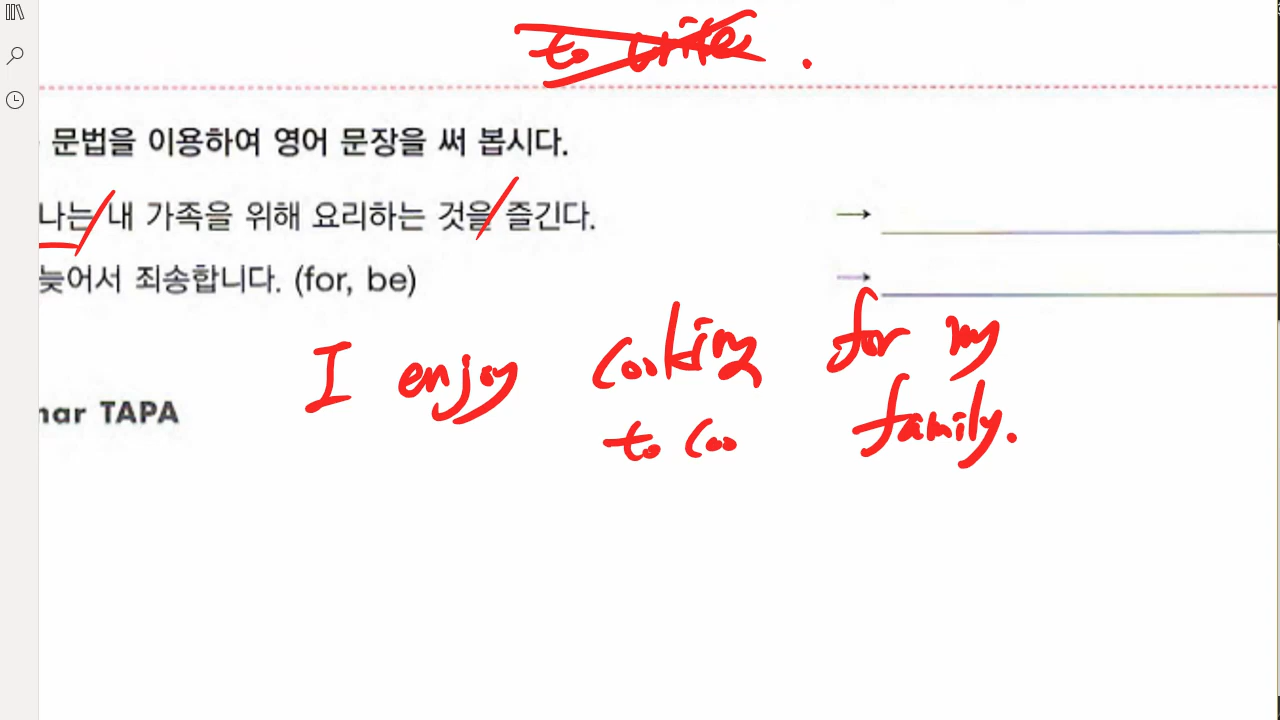 to write .
문법을 이용하여 영어 문장을 써 봅시다.
나는 내 가족을 위해 요리하는 것을 즐긴다. →
늦어서 죄송합니다. (for, be) →
I enjoy cooking for my
to coo family.
mar TAPA